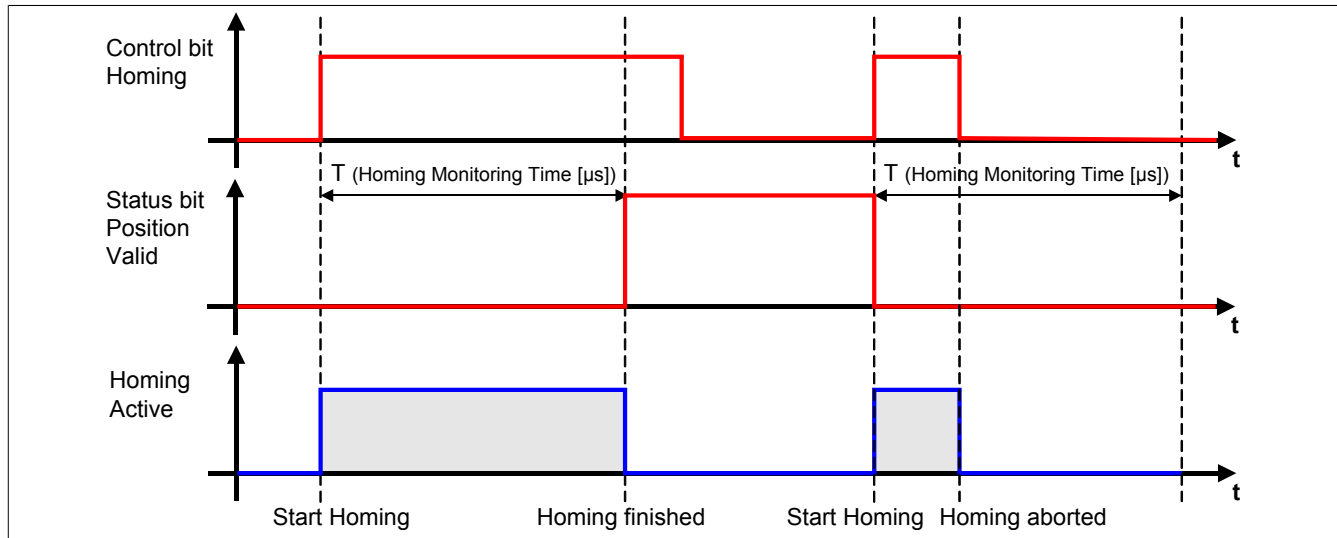 Control bit
Homing
t
T (Homing Monitoring Time [µs])
T (Homing Monitoring Time [µs])
Status bit
Position
Valid
t
Homing
Active
t
Start Homing
Homing finished
Start Homing
Homing aborted